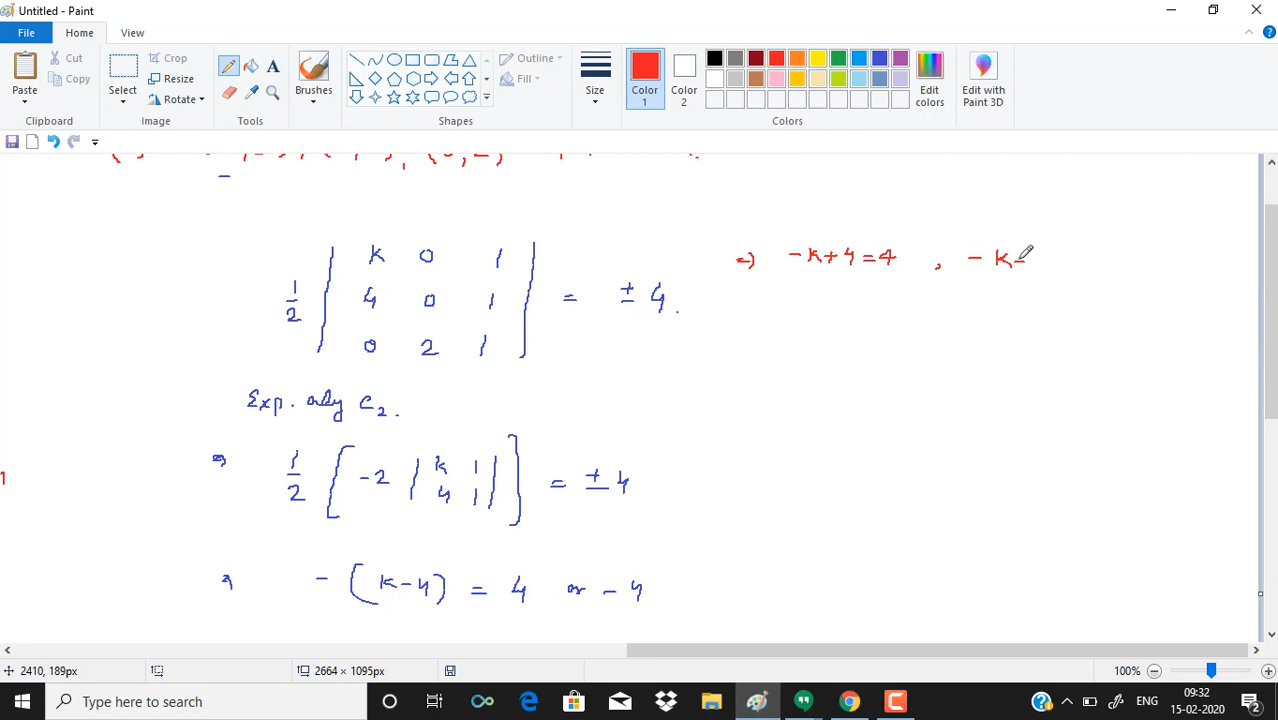 Untitled - Paint
File Home View
Paste
Cut
Copy
Clipboard
Select
Crop
Resize
Rotate
Image
Tools
Brushes
Outline
Fill
Shapes
Size
Color 1
Color 2
Colors
Edit colors
Edit with Paint 3D
1/2 | k 0 1 |
| 4 0 1 | = ± 4.
| 0 2 1 |
Exp. along C2.
⇒ 1/2 [ -2 | k 1 | ] = ± 4
| 4 1 |
⇒ - (k-4) = 4 or - 4
⇒ -k+4=4 , - k
2410, 189px
2664 × 1095px
100%
Type here to search
ENG
09:32
15-02-2020
2